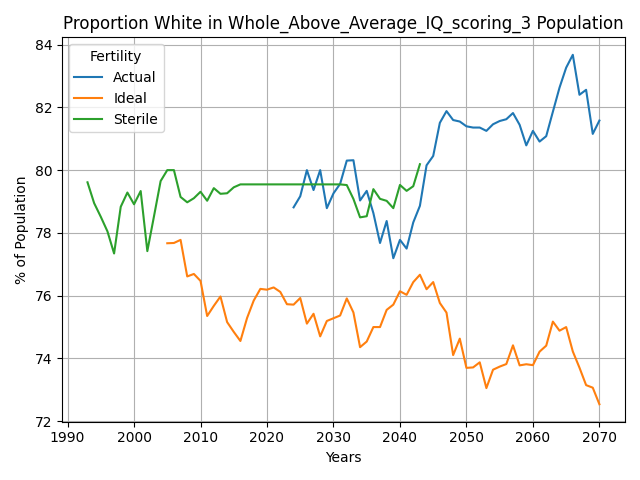 Proportion White in Whole_Above_Average_IQ_scoring_3 Population
84
82
80
78
76
74
72
% of Population
Fertility
Actual
Ideal
Sterile
1990 2000 2010 2020 2030 2040 2050 2060 2070
Years